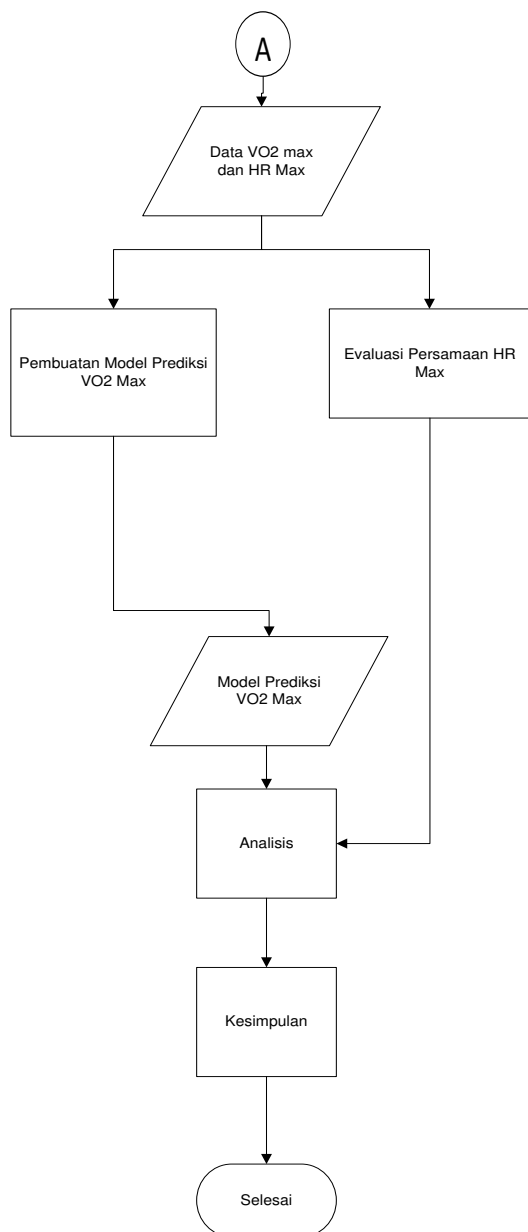 A
Data VO2 max
dan HR Max
Pembuatan Model Prediksi
VO2 Max
Evaluasi Persamaan HR
Max
Model Prediksi
VO2 Max
Analisis
Kesimpulan
Selesai